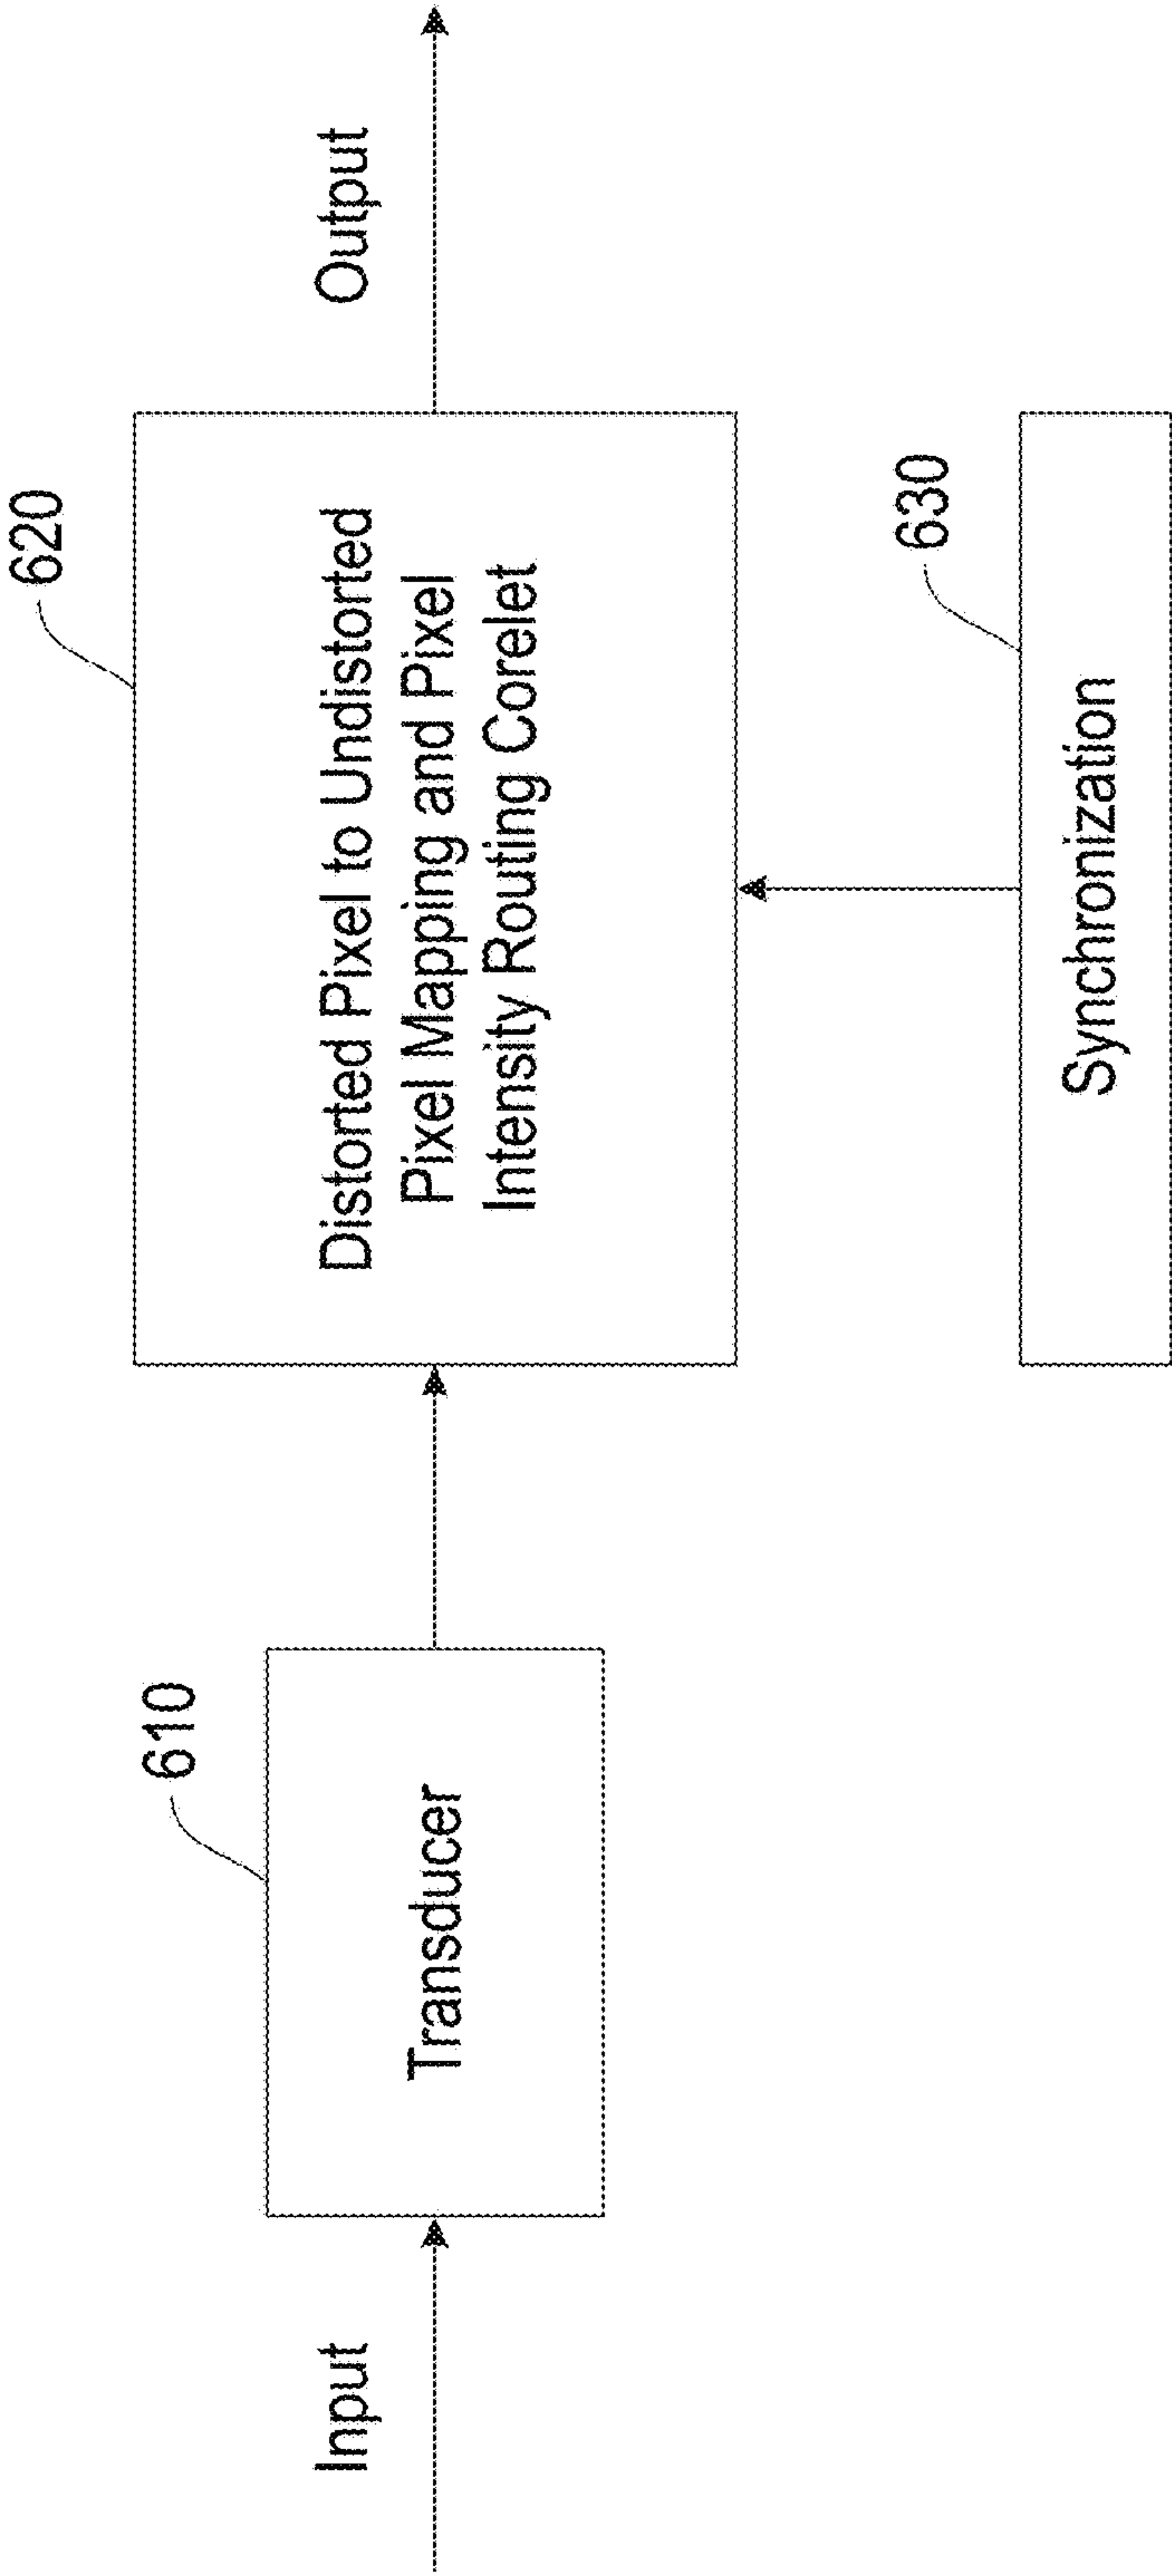 Input
610
Transducer
620
Distorted Pixel to Undistorted
Pixel Mapping and Pixel
Intensity Routing Corelet
Output
630
Synchronization